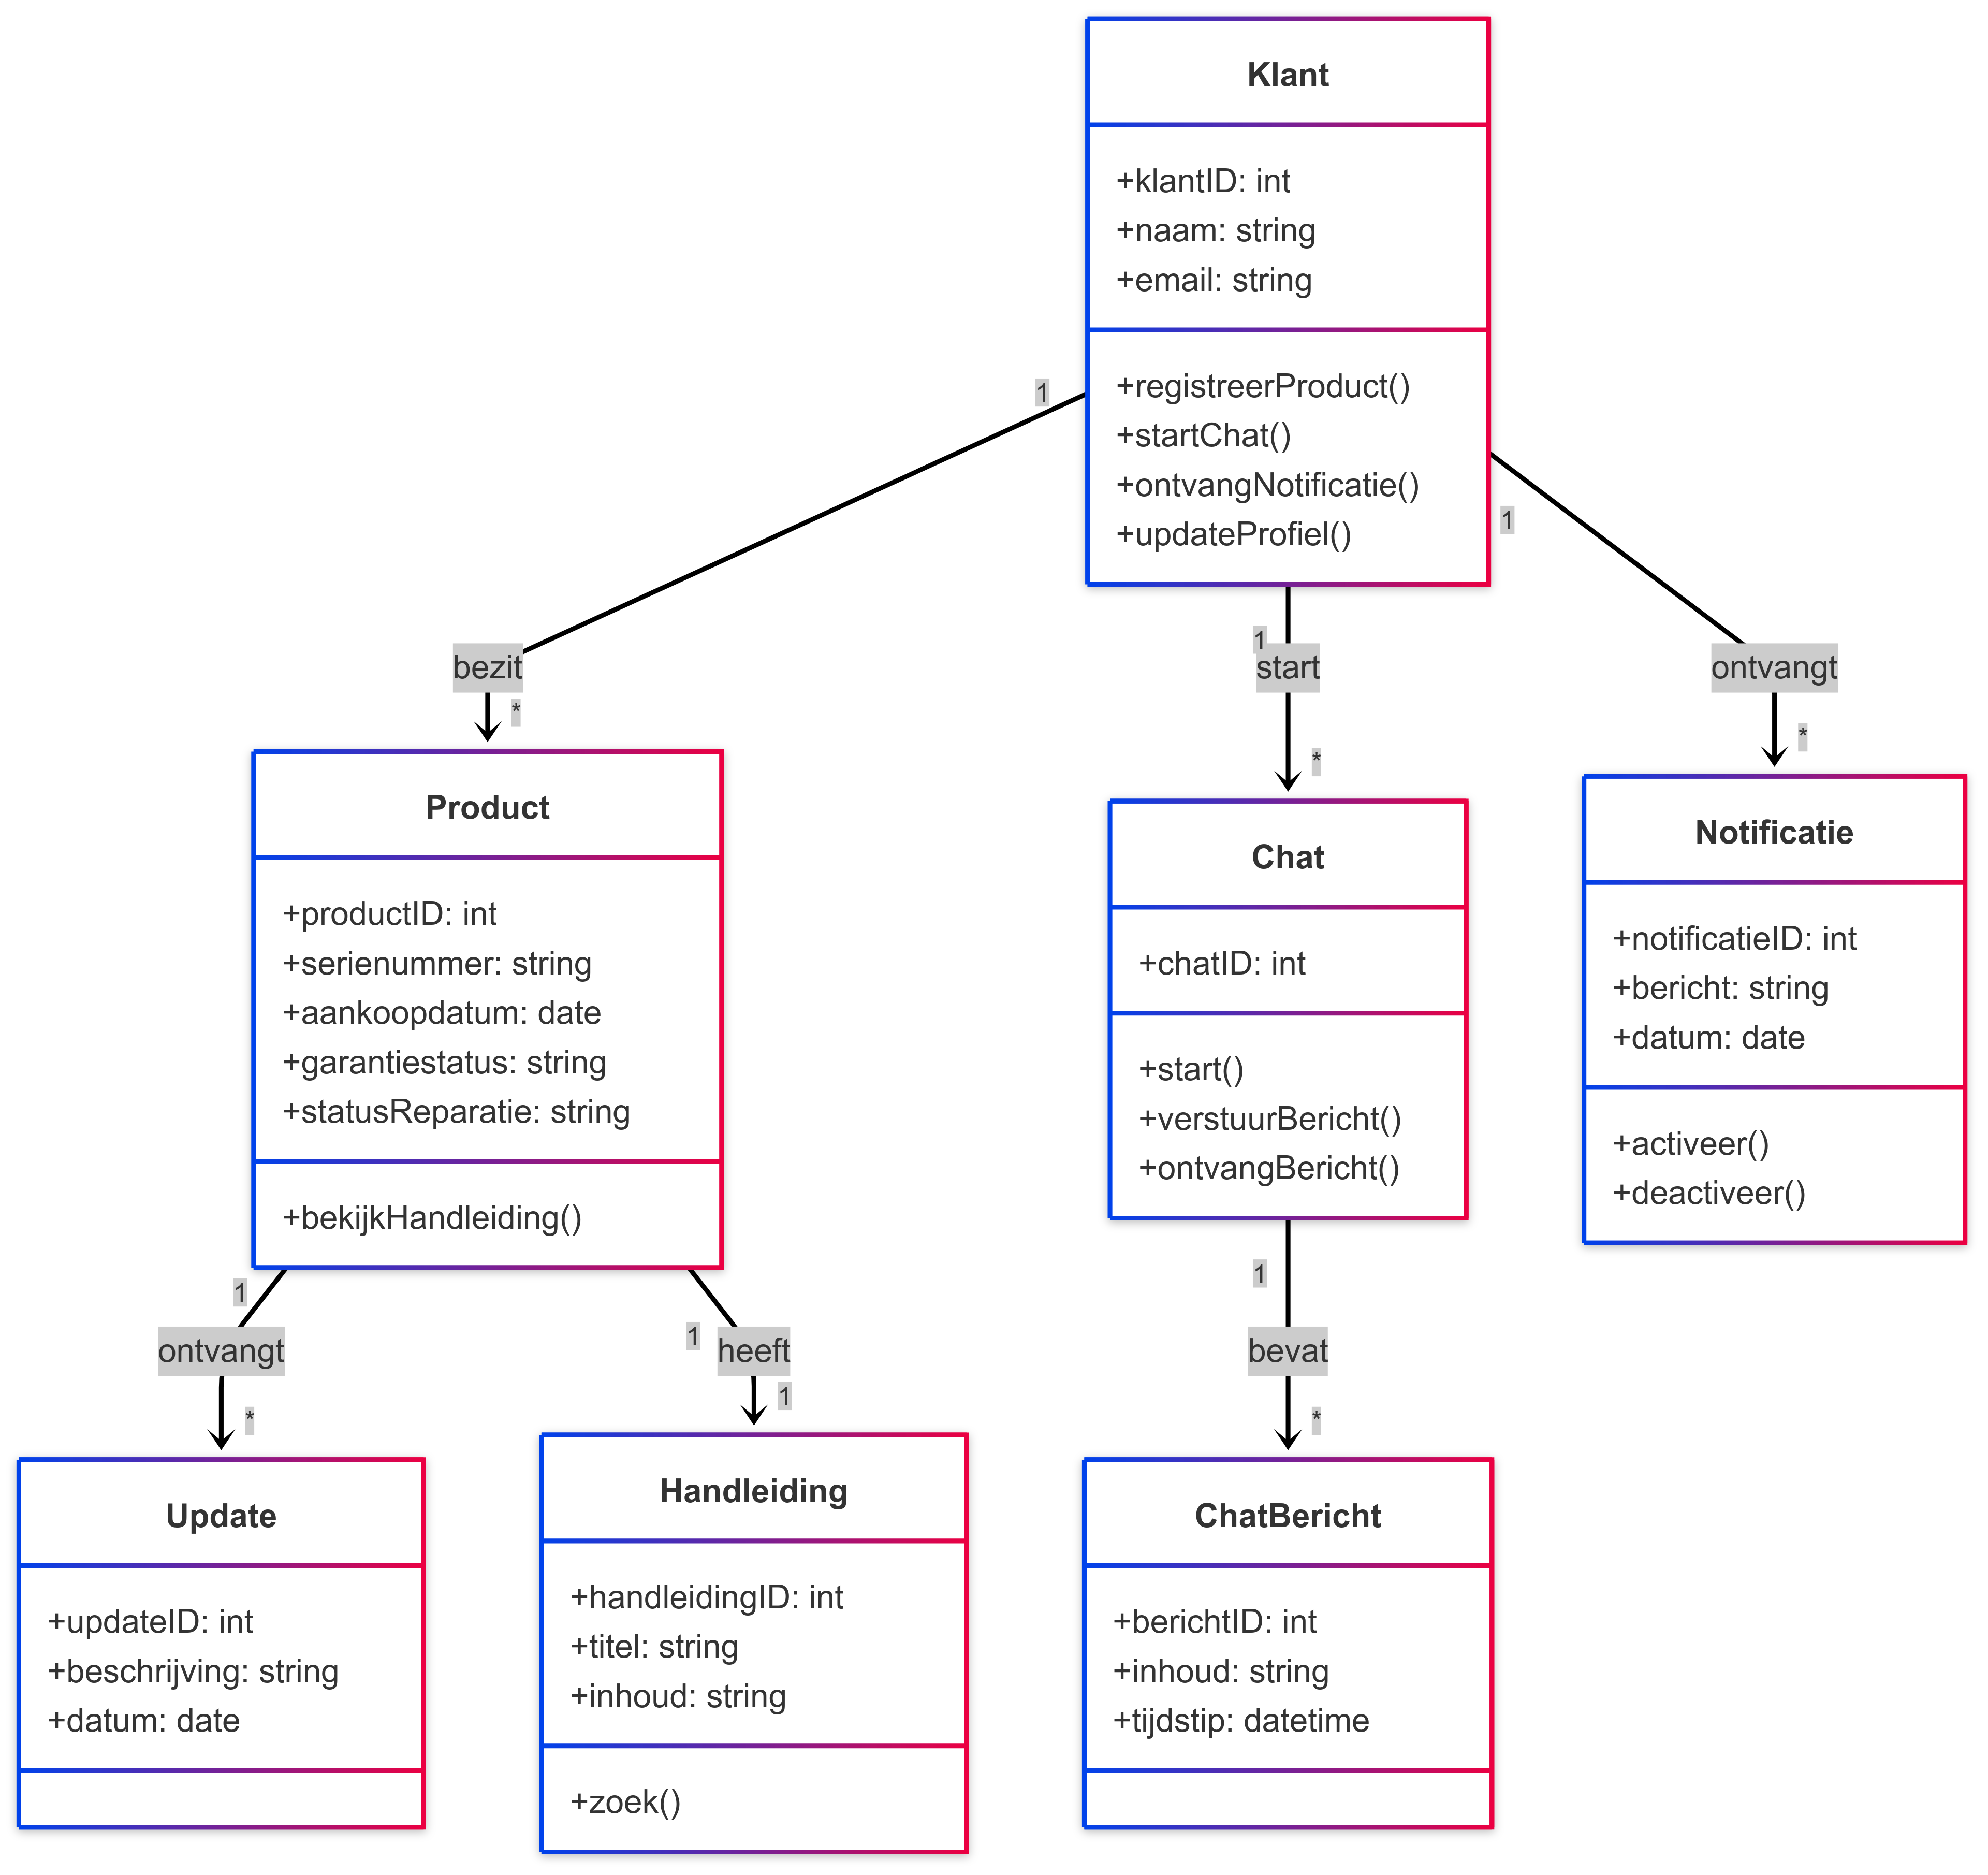 Klant
+klantID: int
+naam: string
+email: string
+registreerProduct()
+startChat()
+ontvangNotificatie()
+updateProfiel()
1
1
1
bezit
start
ontvangt
*
*
*
Product
+productID: int
+serienummer: string
+aankoopdatum: date
+garantiestatus: string
+statusReparatie: string
+bekijkHandleiding()
Chat
+chatID: int
+start()
+verstuurBericht()
+ontvangBericht()
Notificatie
+notificatieID: int
+bericht: string
+datum: date
+activeer()
+deactiveer()
1
ontvangt
*
1
heeft
1
1
bevat
*
Update
+updateID: int
+beschrijving: string
+datum: date
Handleiding
+handleidingID: int
+titel: string
+inhoud: string
+zoek()
ChatBericht
+berichtID: int
+inhoud: string
+tijdstip: datetime